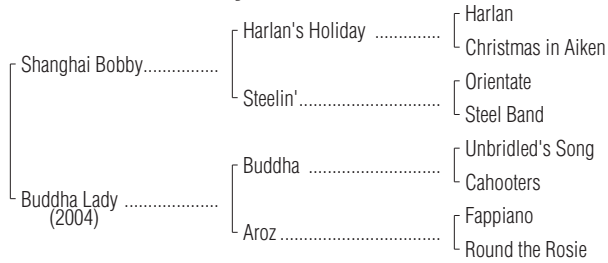 Harlan
Harlan's Holiday ..............
Christmas in Aiken
Shanghai Bobby................
Orientate
Steelin'..............................
Steel Band
Unbridled's Song
Buddha ............................
Cahooters
Buddha Lady ....................
(2004)
Fappiano
Aroz ..................................
Round the Rosie